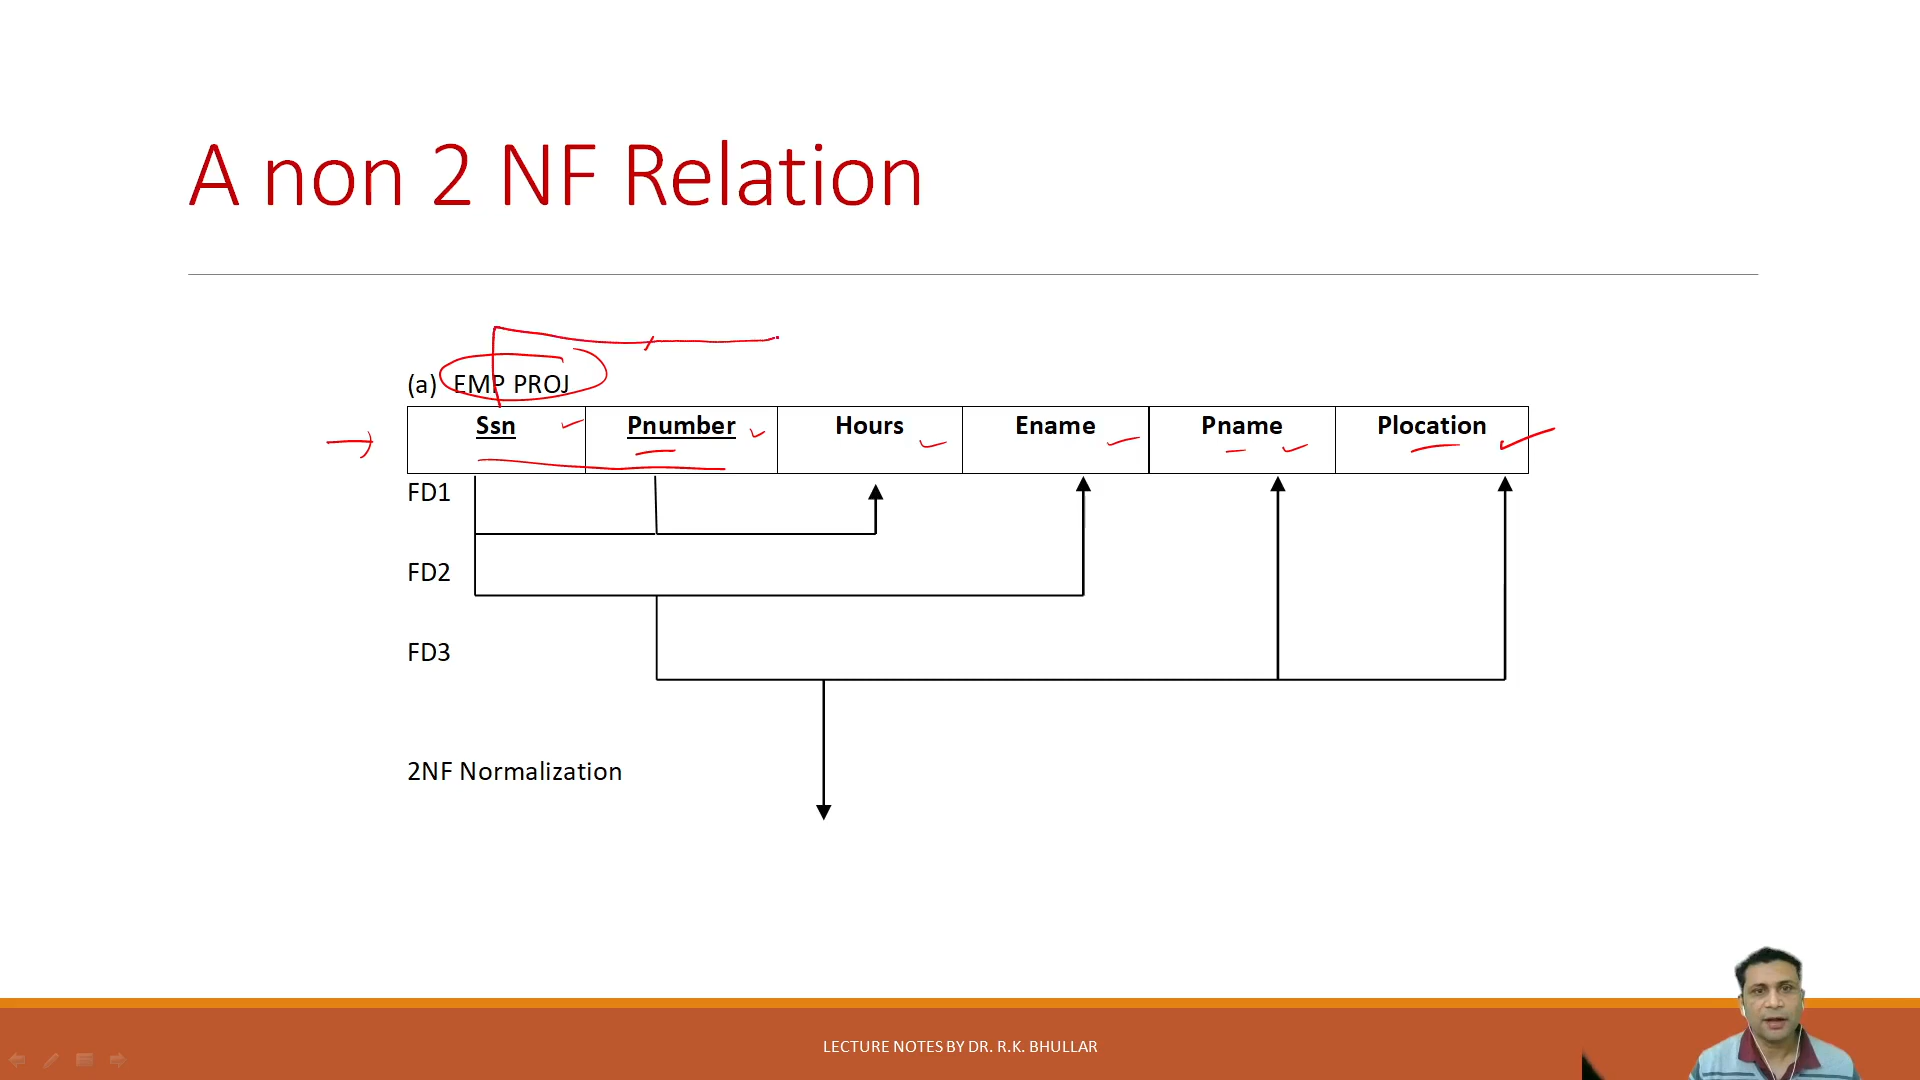 A non 2 NF Relation
(a) EMP PROJ
Ssn Pnumber Hours Ename Pname Plocation
FD1
FD2
FD3
2NF Normalization
LECTURE NOTES BY DR. R.K. BHULLAR